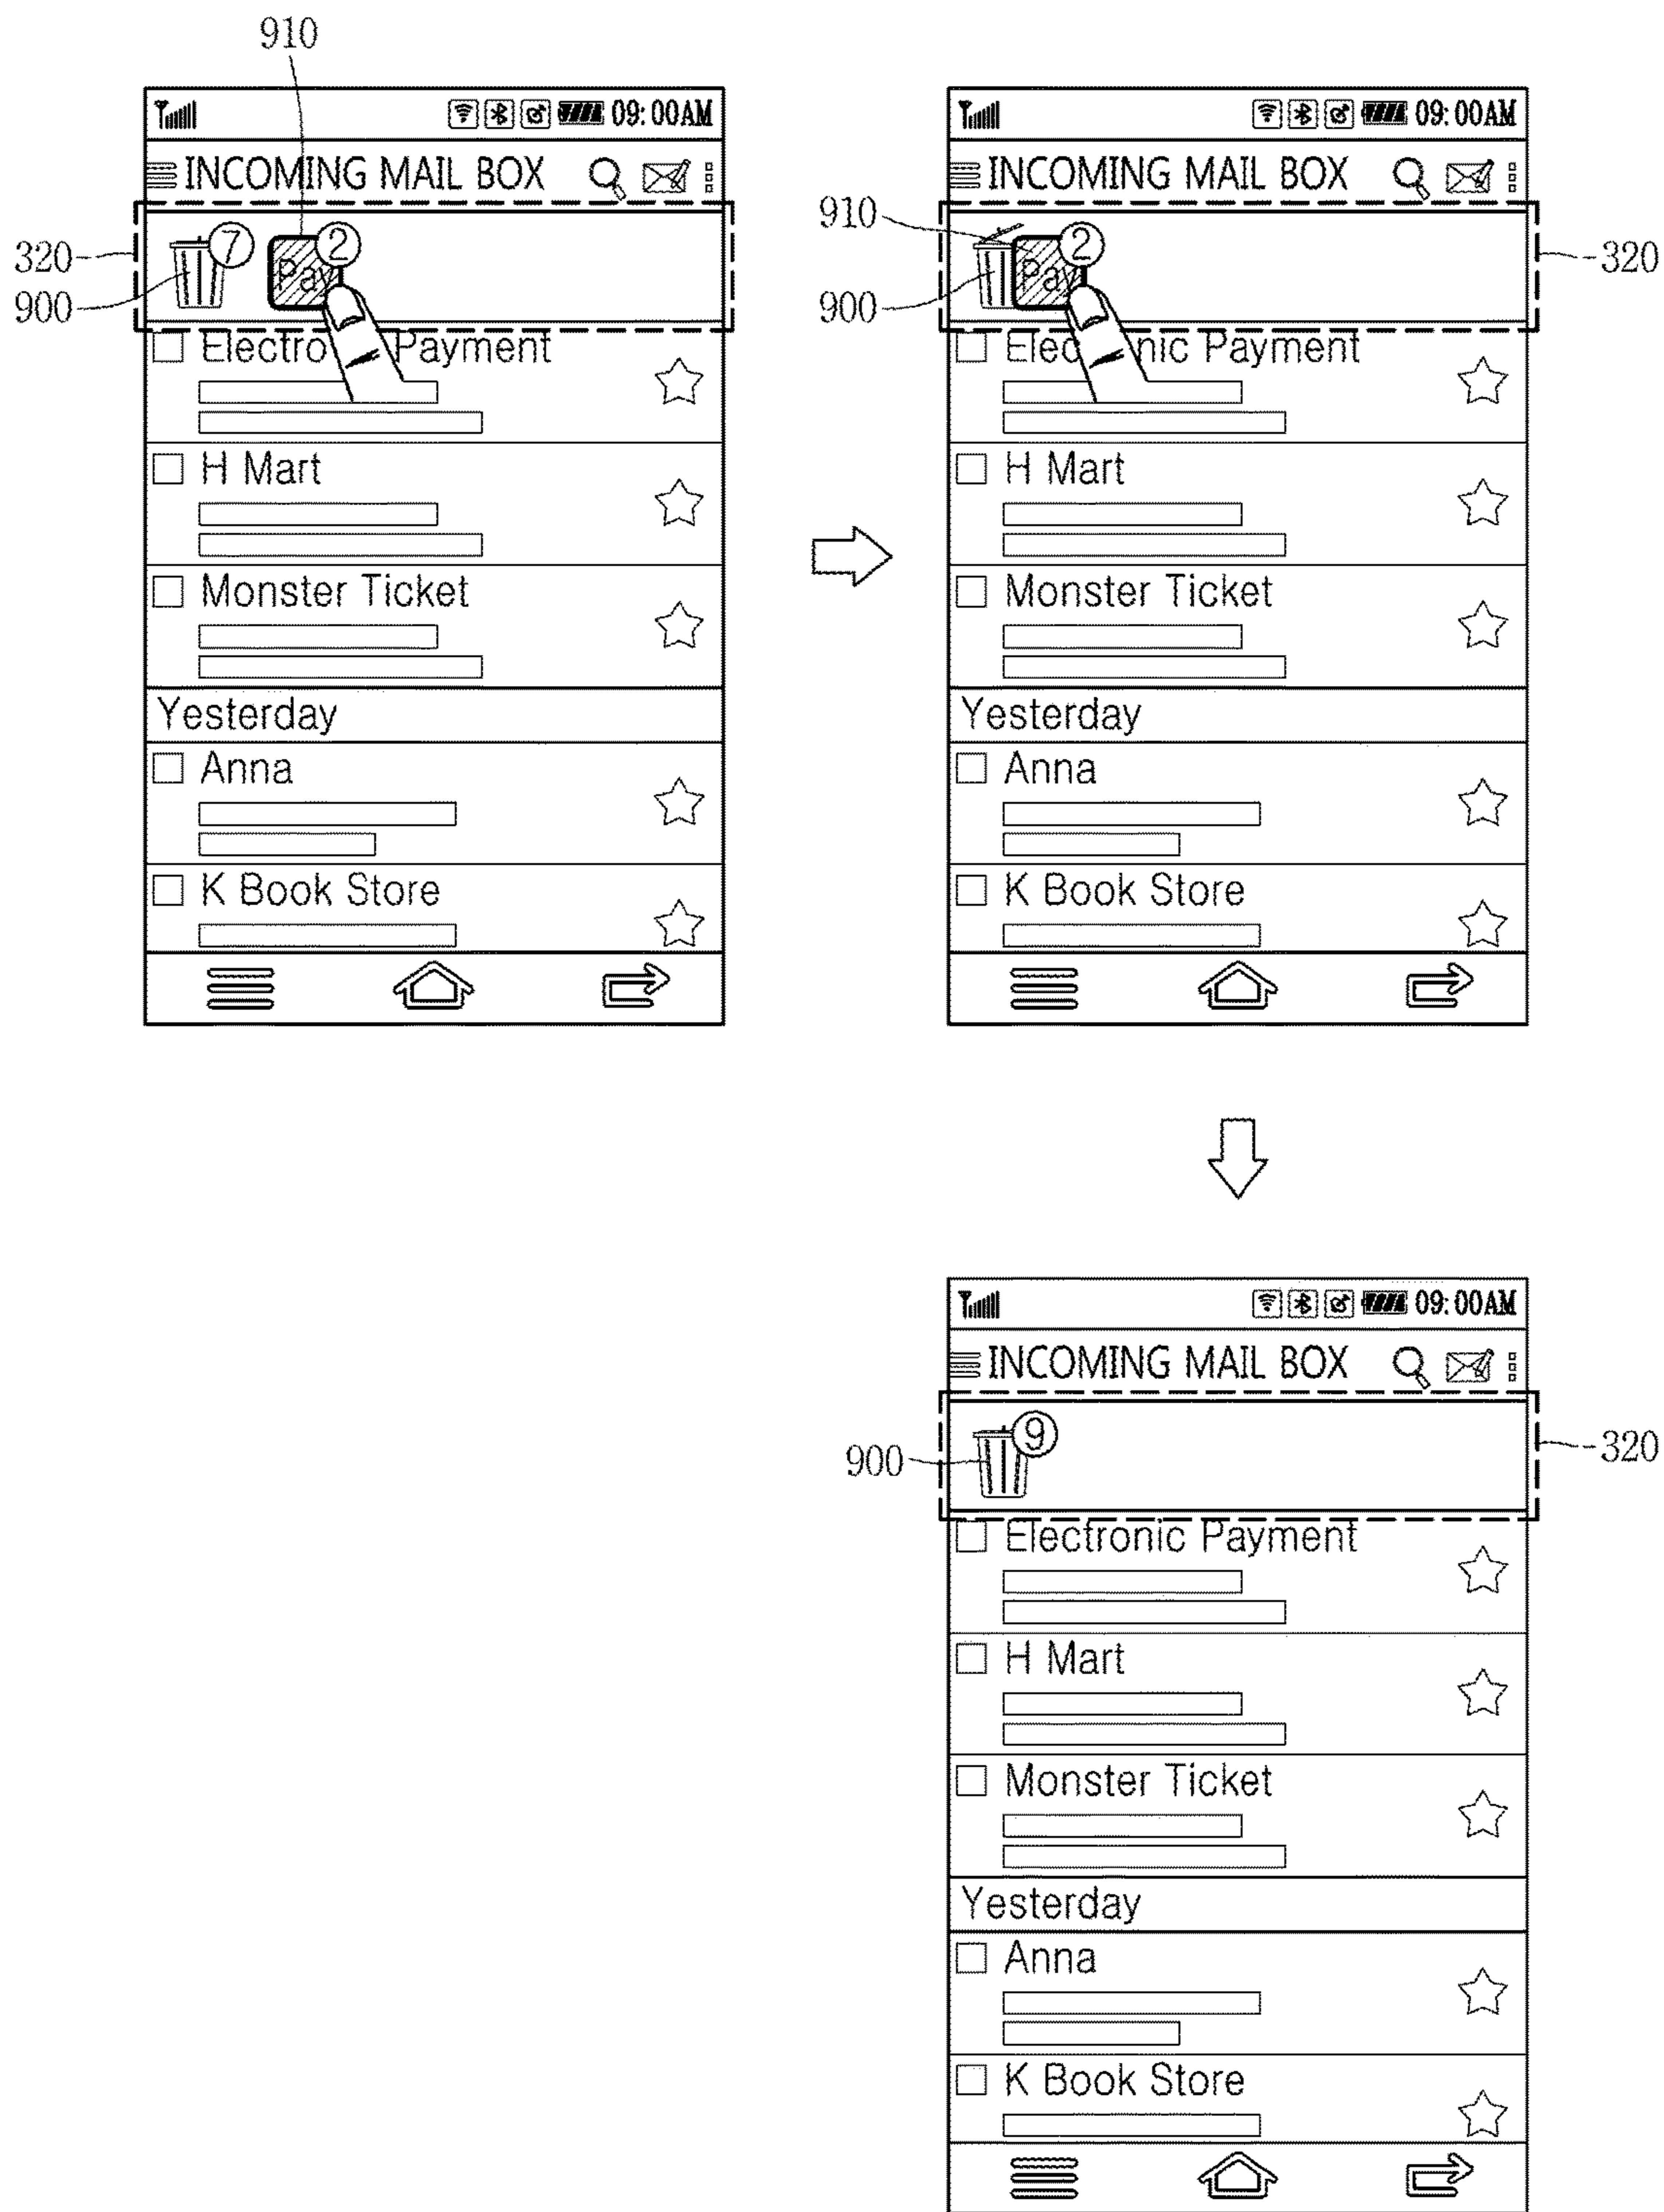 910
09:00AM
INCOMING MAIL BOX
320
900
7
Pay
2
Electro Payment
H Mart
Monster Ticket
Yesterday
Anna
K Book Store
09:00AM
INCOMING MAIL BOX
910
320
900
Pay
2
Elec nic Payment
H Mart
Monster Ticket
Yesterday
Anna
K Book Store
09:00AM
INCOMING MAIL BOX
9
900
320
Electronic Payment
H Mart
Monster Ticket
Yesterday
Anna
K Book Store